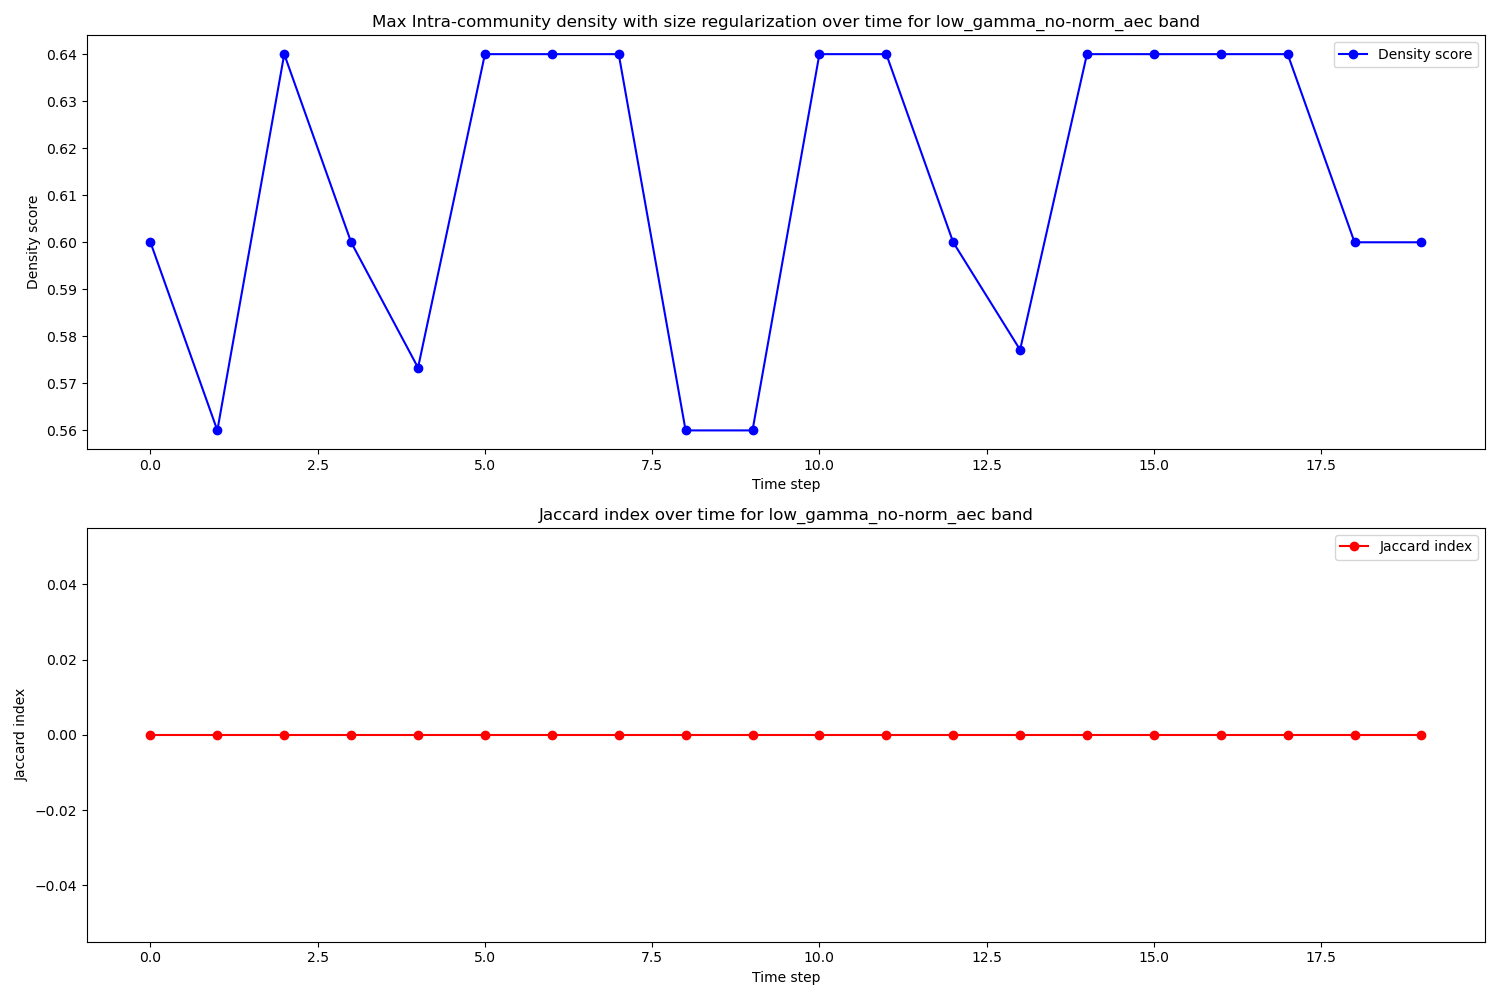 Max Intra-community density with size regularization over time for low_gamma_no-norm_aec band
Density score
0.64
0.63
0.62
0.61
0.60
0.59
0.58
0.57
0.56
Density score
0.0 2.5 5.0 7.5 10.0 12.5 15.0 17.5
Time step
Jaccard index over time for low_gamma_no-norm_aec band
Jaccard index
0.04
0.02
0.00
−0.02
−0.04
Jaccard index
0.0 2.5 5.0 7.5 10.0 12.5 15.0 17.5
Time step